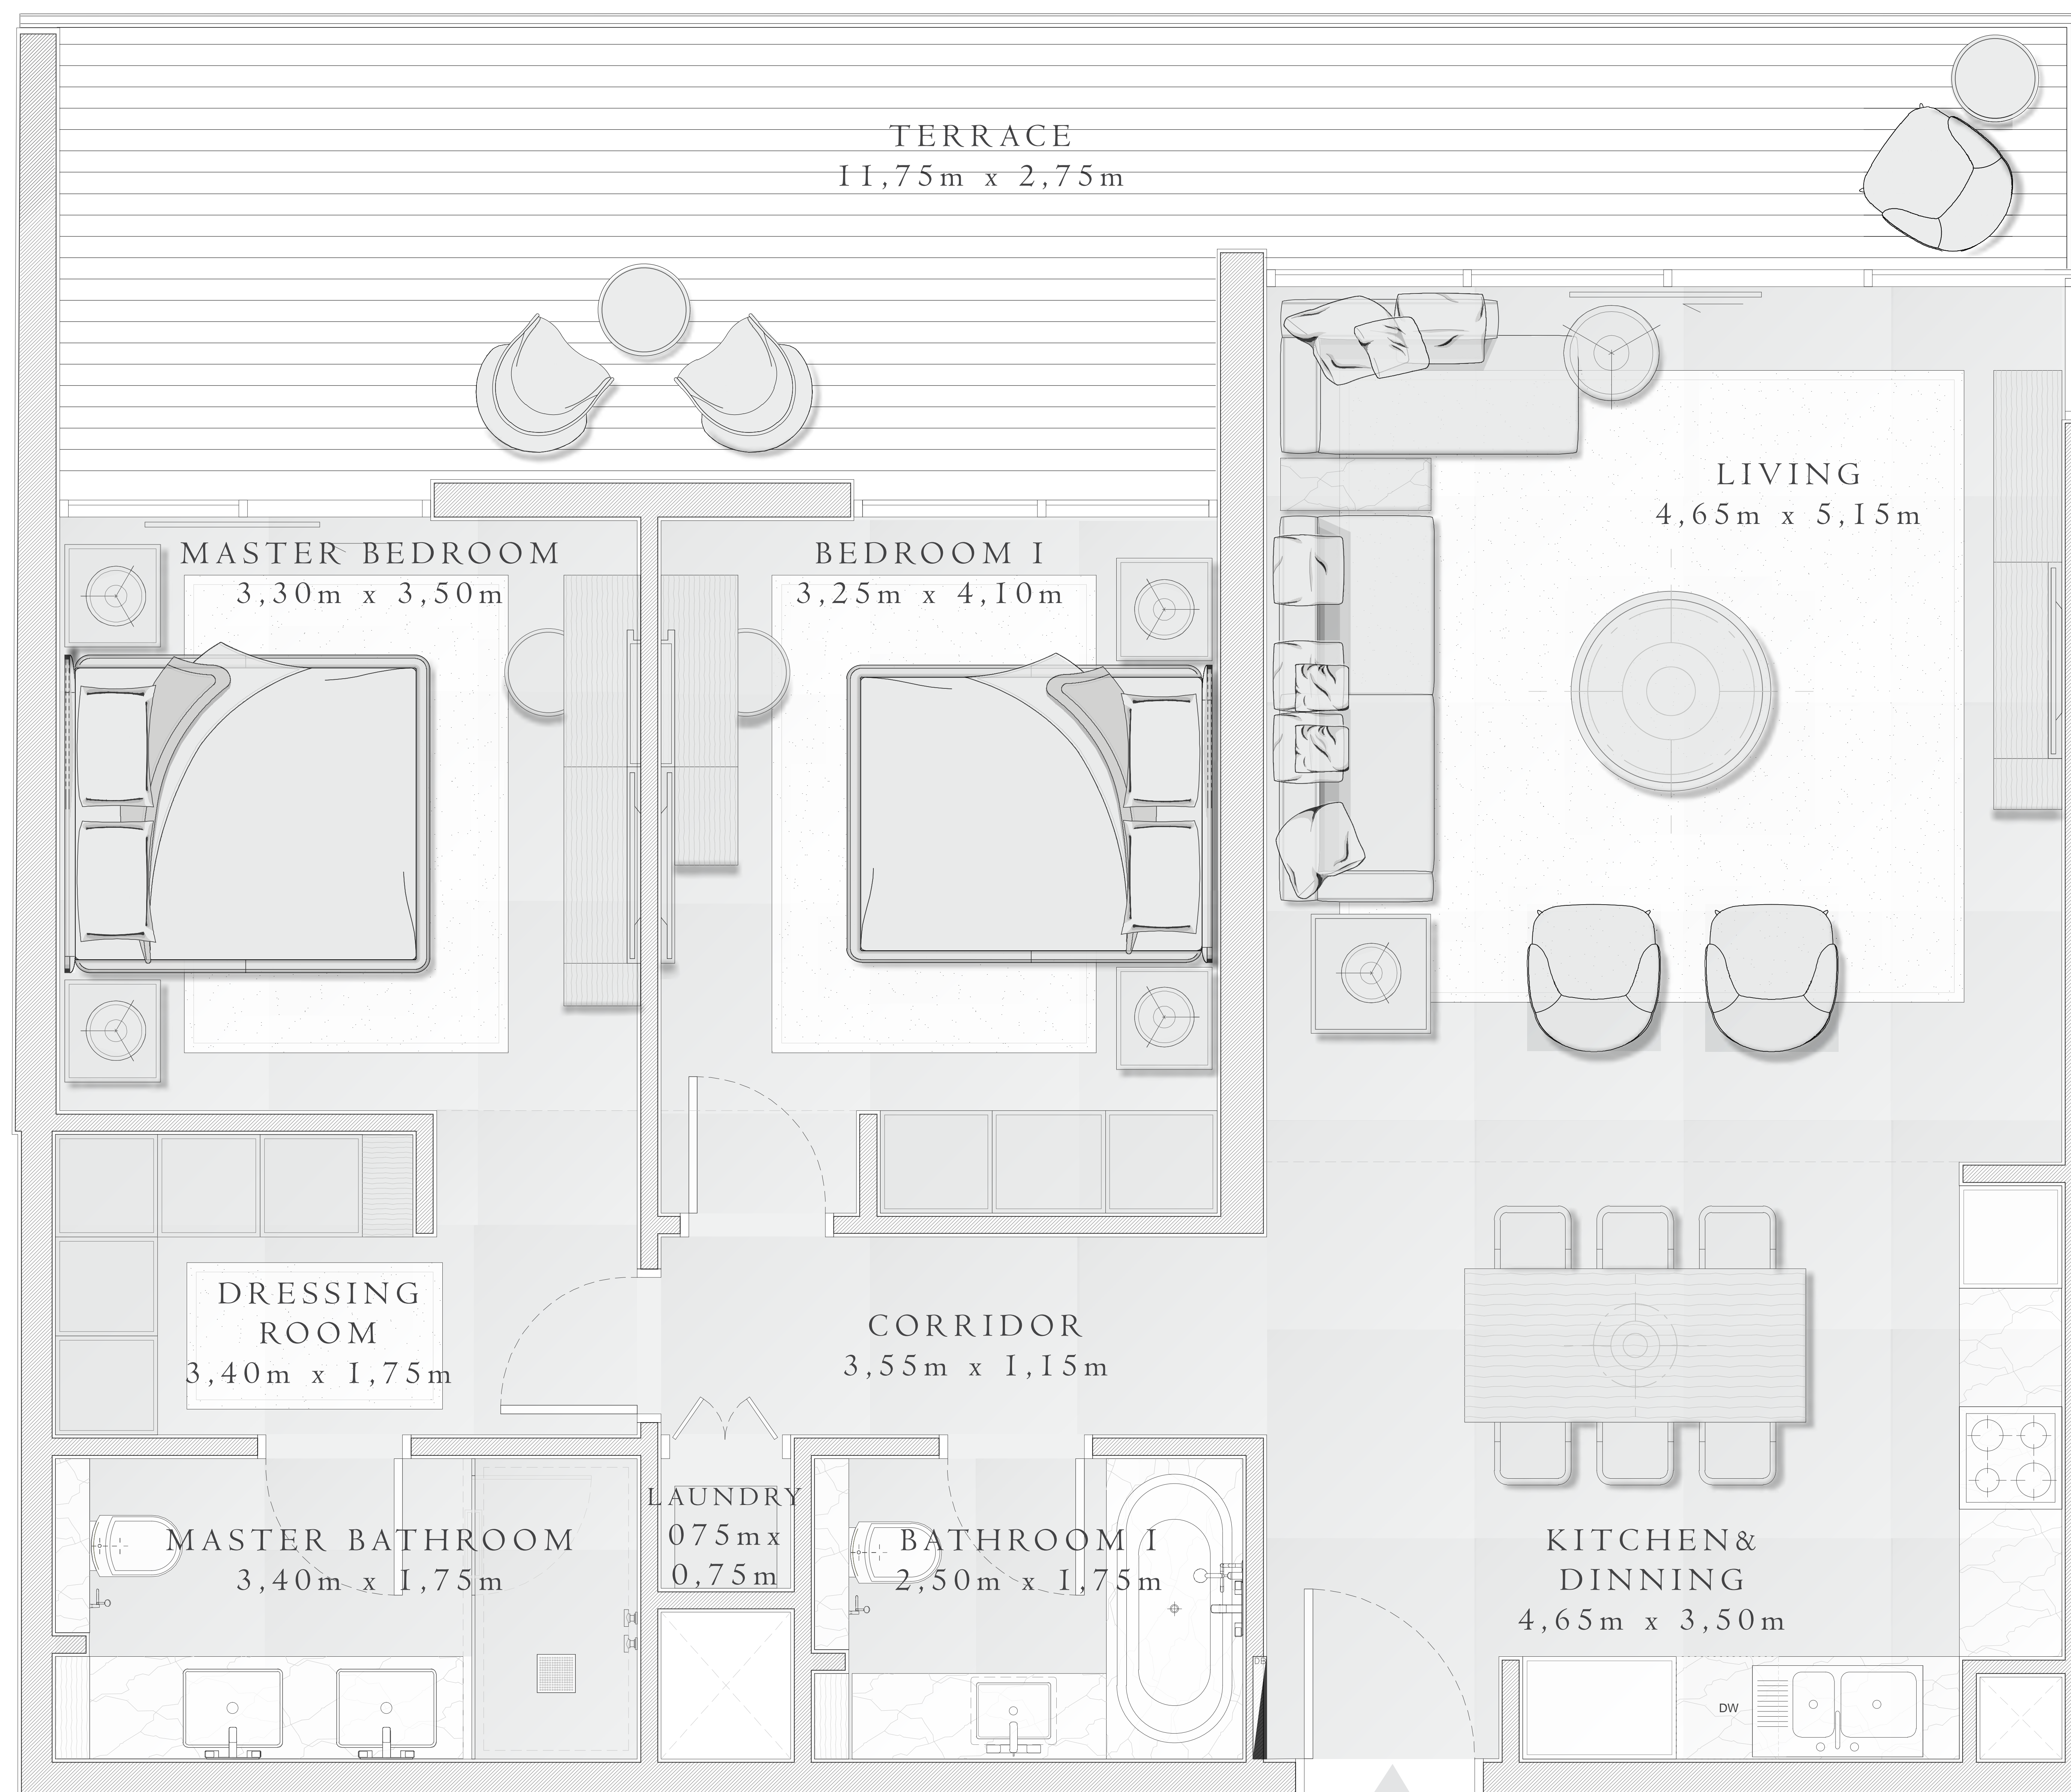 TERRACE
11,75m x 2,75m
LIVING
4,65m x 5,15m
MASTER BEDROOM
3,30m x 3,50m
BEDROOM I
3,25m x 4,10m
DRESSING
ROOM
3,40m x 1,75m
CORRIDOR
3,55m x 1,15m
LAUNDRY
075mx
0,75m
MASTER BATHROOM
3,40m x 1,75m
BATHROOM I
2,50m x 1,75m
KITCHEN&
DINNING
4,65m x 3,50m
DW